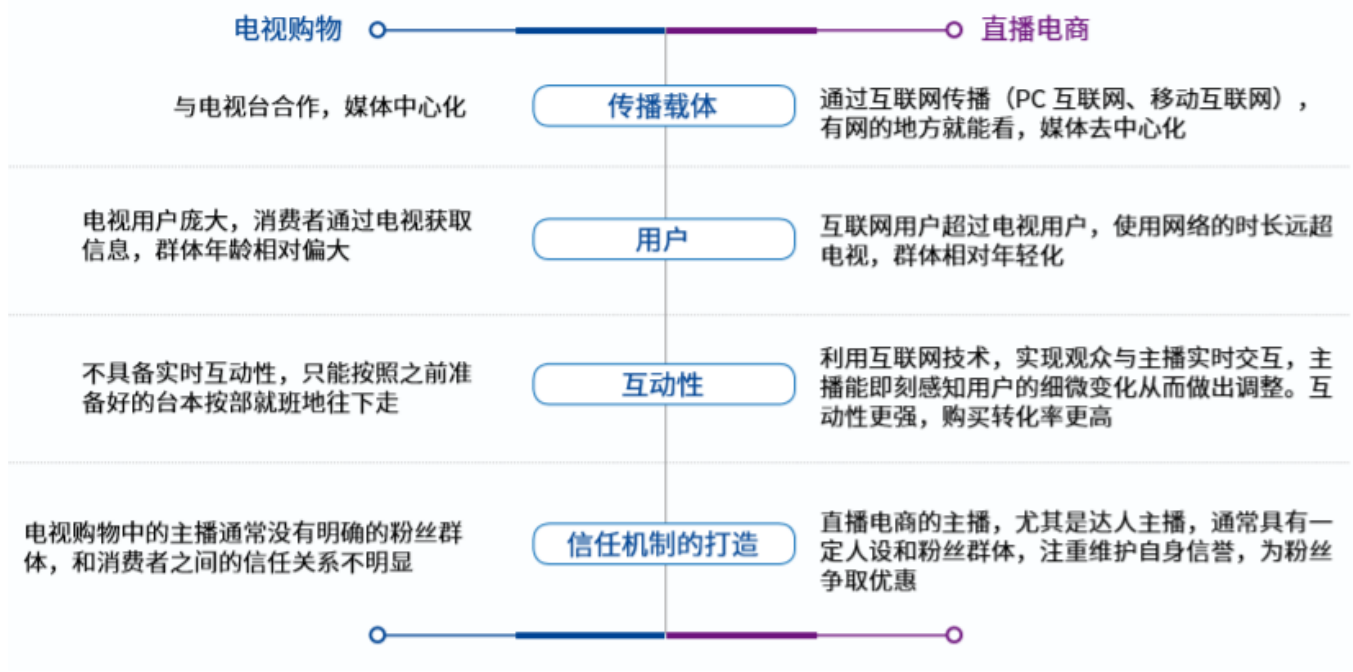 电视购物
直播电商
与电视台合作，媒体中心化
传播载体
通过互联网传播（PC 互联网、移动互联网），
有网的地方就能看，媒体去中心化
电视用户庞大，消费者通过电视获取
信息，群体年龄相对偏大
用户
互联网用户超过电视用户，使用网络的时长远超
电视，群体相对年轻化
不具备实时互动性，只能按照之前准
备好的台本按部就班地往下走
互动性
利用互联网技术，实现观众与主播实时交互，主
播能即刻感知用户的细微变化从而做出调整。互
动性更强，购买转化率更高
电视购物中的主播通常没有明确的粉丝群
体，和消费者之间的信任关系不明显
信任机制的打造
直播电商的主播，尤其是达人主播，通常具有一
定人设和粉丝群体，注重维护自身信誉，为粉丝
争取优惠